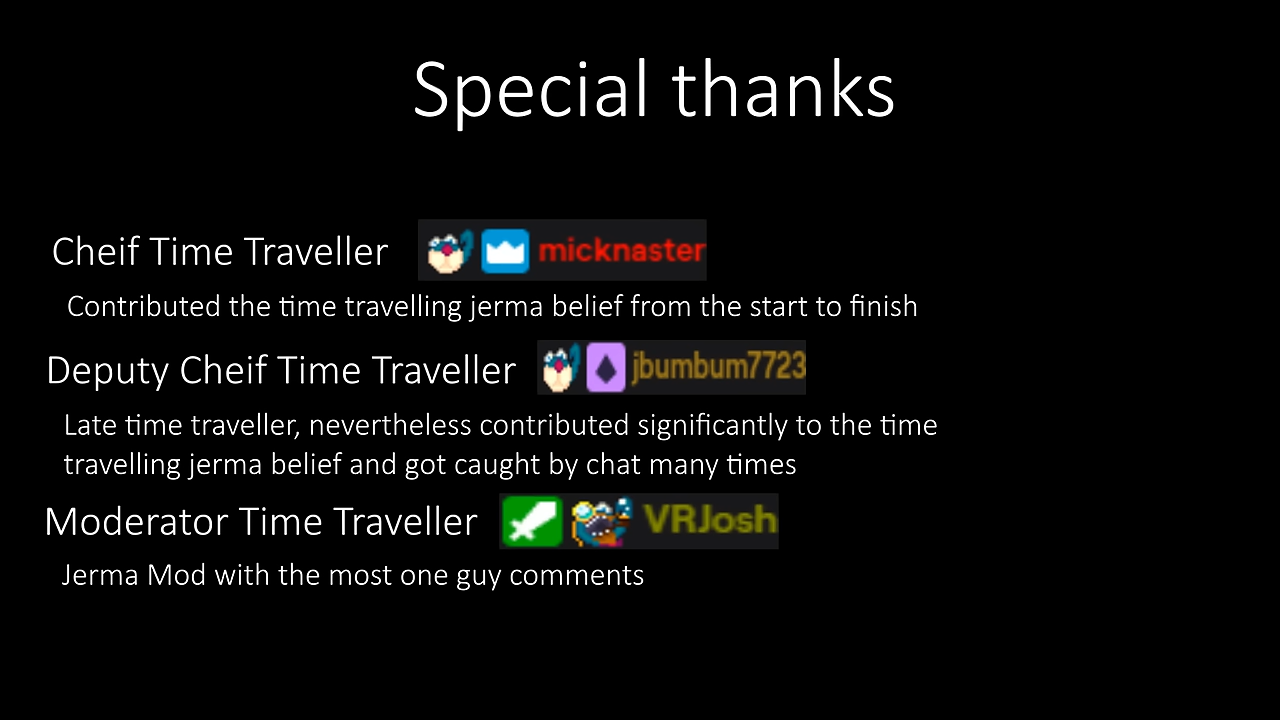 Special thanks
Cheif Time Traveller micknaster
Contributed the time travelling jerma belief from the start to finish
Deputy Cheif Time Traveller jbumbum7723
Late time traveller, nevertheless contributed significantly to the time
travelling jerma belief and got caught by chat many times
Moderator Time Traveller VRJosh
Jerma Mod with the most one guy comments